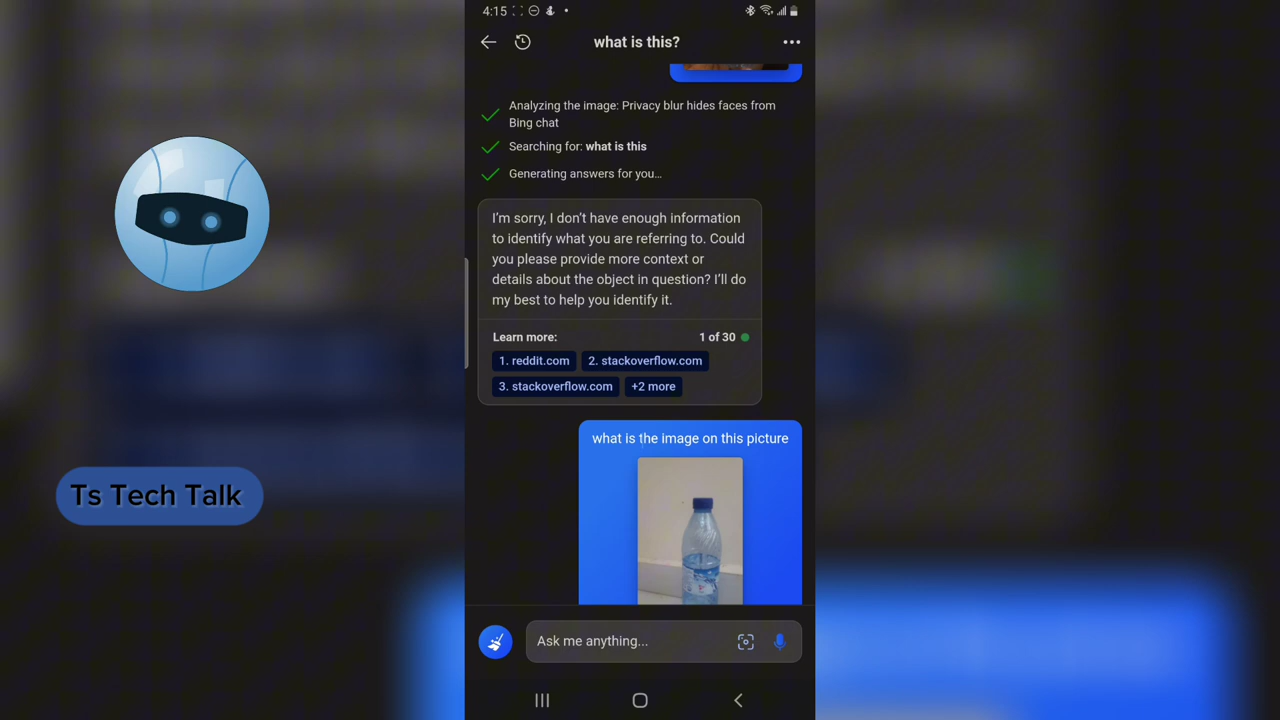 4:15
what is this?
Analyzing the image: Privacy blur hides faces from
Bing chat
Searching for: what is this
Generating answers for you...
I'm sorry, I don't have enough information
to identify what you are referring to. Could
you please provide more context or
details about the object in question? I'll do
my best to help you identify it.
Learn more:
1 of 30
1. reddit.com
2. stackoverflow.com
3. stackoverflow.com
+2 more
what is the image on this picture
Ask me anything...
Ts Tech Talk